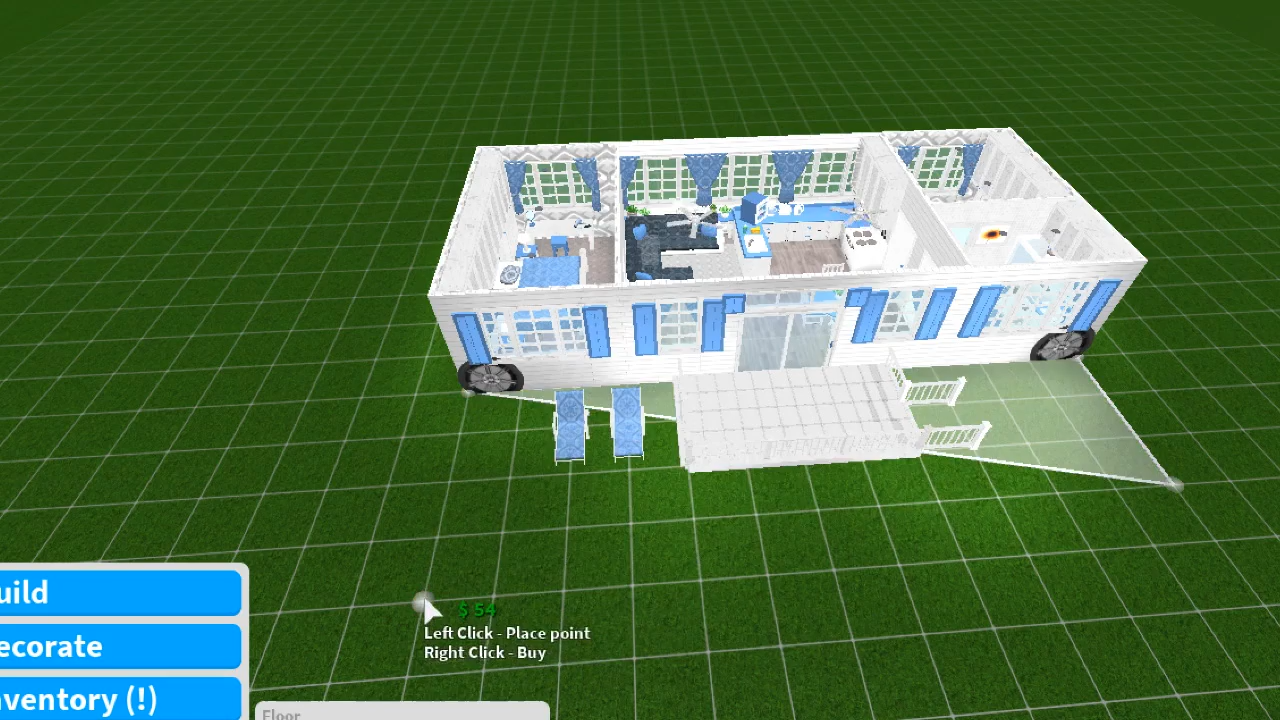 uild
ecorate
nventory (!)
$ 54
Left Click - Place point
Right Click - Buy
Floor